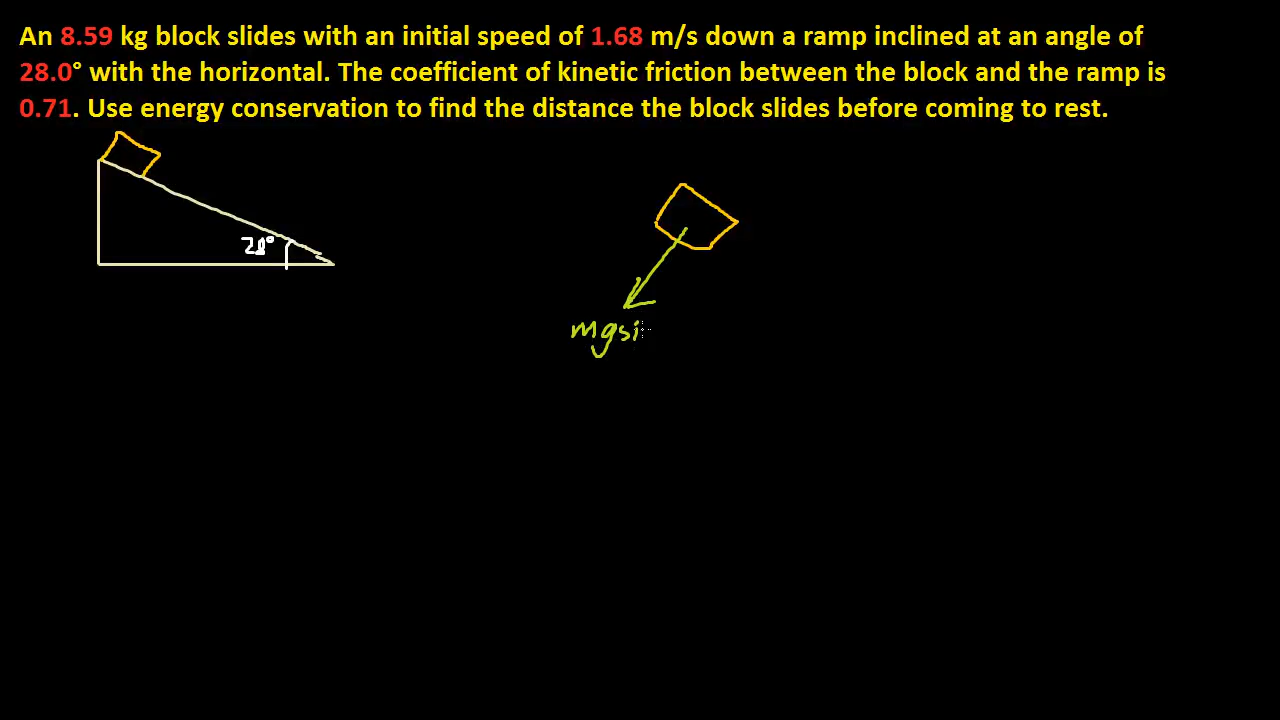 An 8.59 kg block slides with an initial speed of 1.68 m/s down a ramp inclined at an angle of
28.0° with the horizontal. The coefficient of kinetic friction between the block and the ramp is
0.71. Use energy conservation to find the distance the block slides before coming to rest.
28°
mgsi